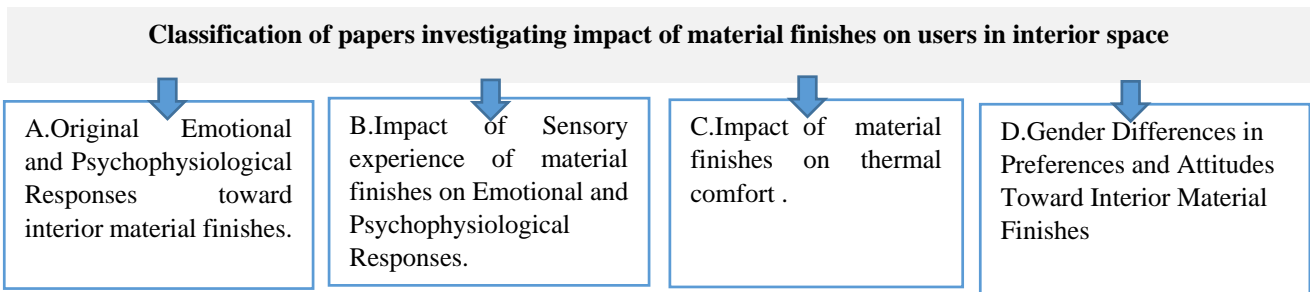 Classification of papers investigating impact of material finishes on users in interior space
A.Original Emotional
and Psychophysiological
Responses toward
interior material finishes.
B.Impact of Sensory
experience of material
finishes on Emotional and
Psychophysiological
Responses.
C.Impact of material
finishes on thermal
comfort .
D.Gender Differences in
Preferences and Attitudes
Toward Interior Material
Finishes